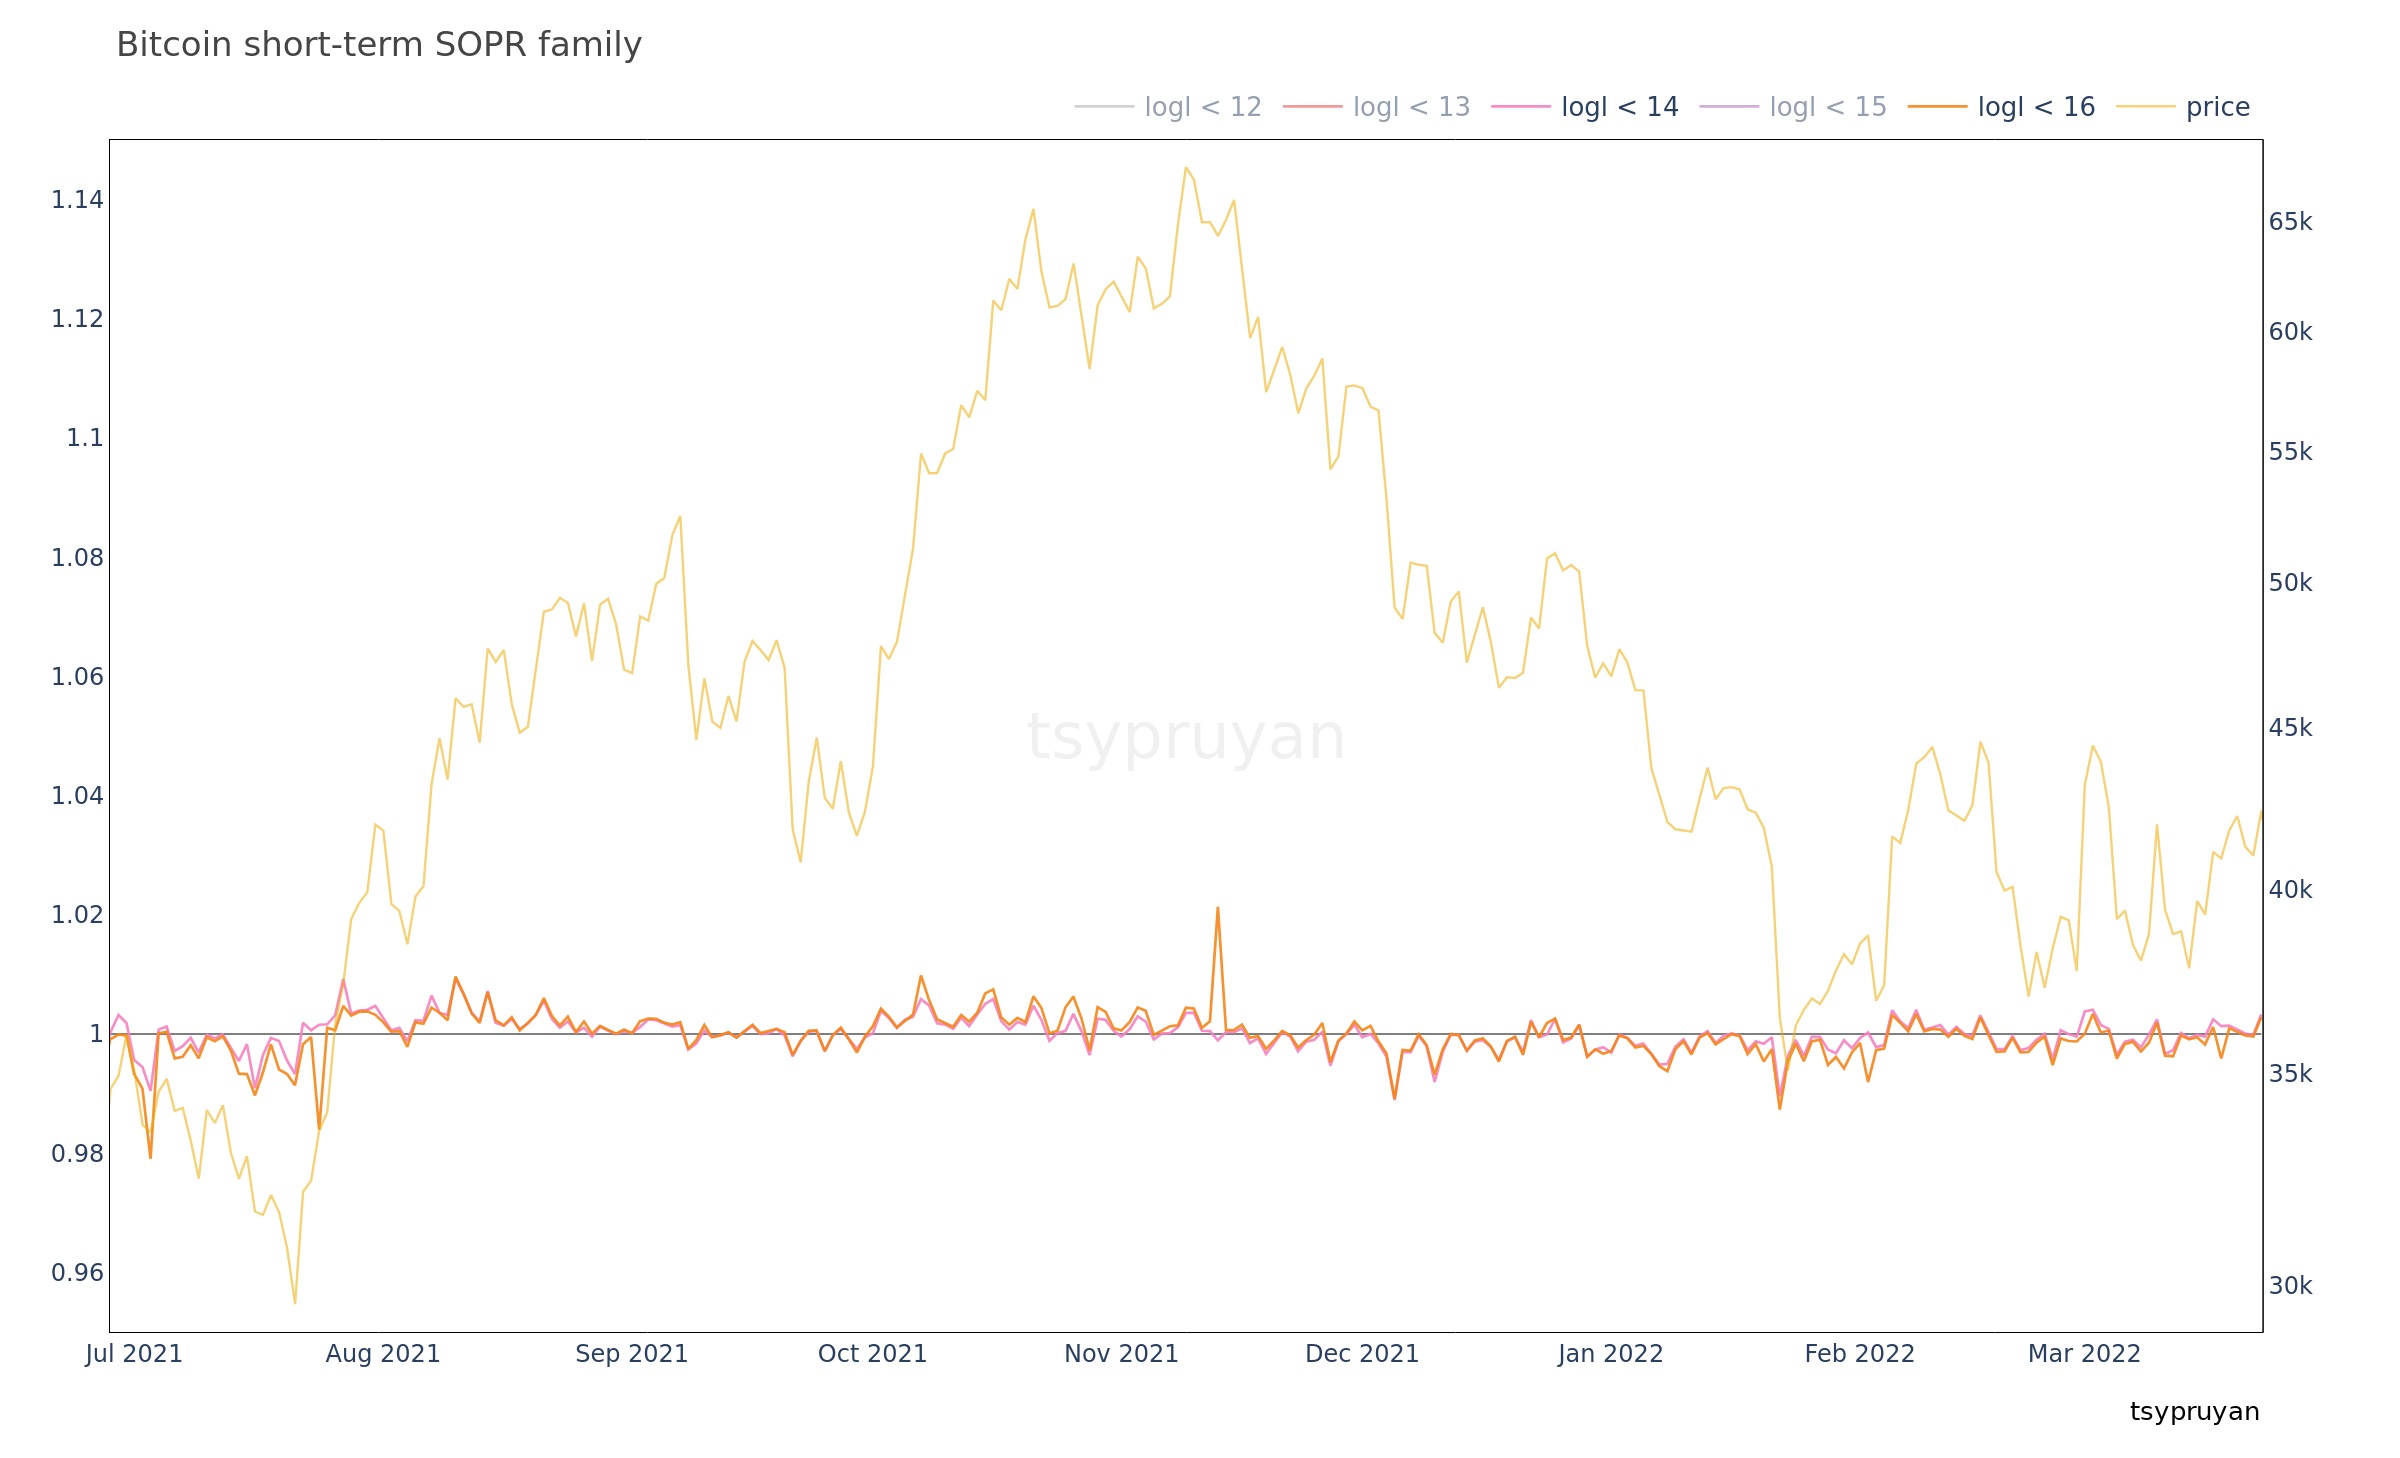 Bitcoin short-term SOPR family
logl < 12 logl < 13 logl < 14 logl < 15 logl < 16 price
1.14
1.12
1.1
1.08
1.06
1.04
1.02
1
0.98
0.96
65k
60k
55k
50k
45k
40k
35k
30k
tsypruyan
Jul 2021 Aug 2021 Sep 2021 Oct 2021 Nov 2021 Dec 2021 Jan 2022 Feb 2022 Mar 2022
tsypruyan